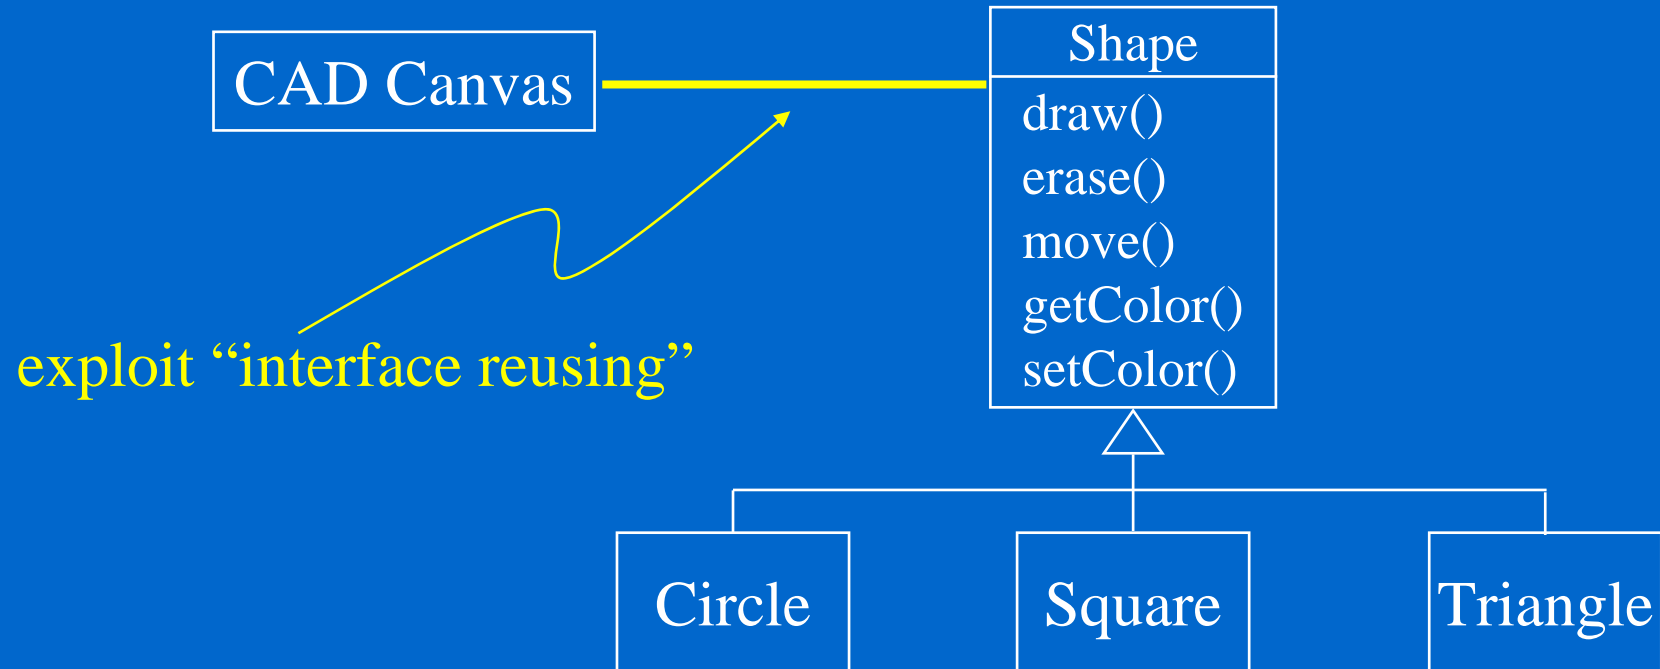 CAD Canvas
Shape
draw()
erase()
move()
getColor()
setColor()
exploit “interface reusing”
Circle
Square
Triangle